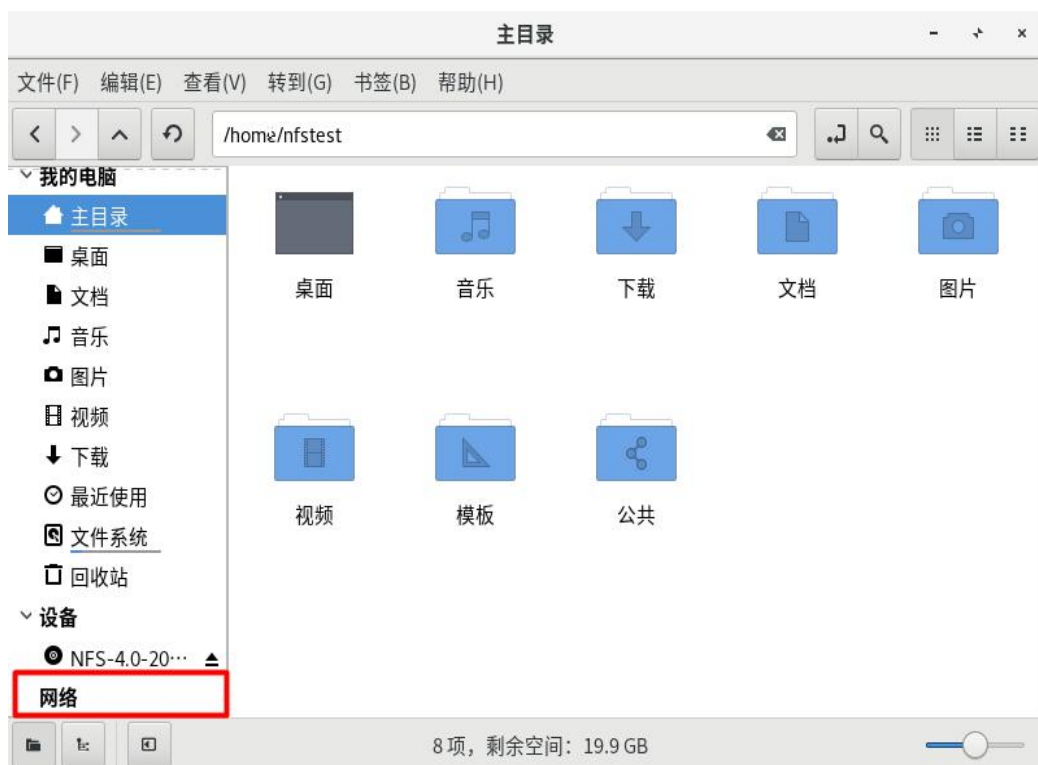 主目录
文件(F) 编辑(E) 查看(V) 转到(G) 书签(B) 帮助(H)
/home/nfstest
我的电脑
主目录
桌面
文档
音乐
图片
视频
下载
最近使用
文件系统
回收站
设备
NFS-4.0-20…
网络
桌面 音乐 下载 文档 图片
视频 模板 公共
8 项，剩余空间：19.9 GB